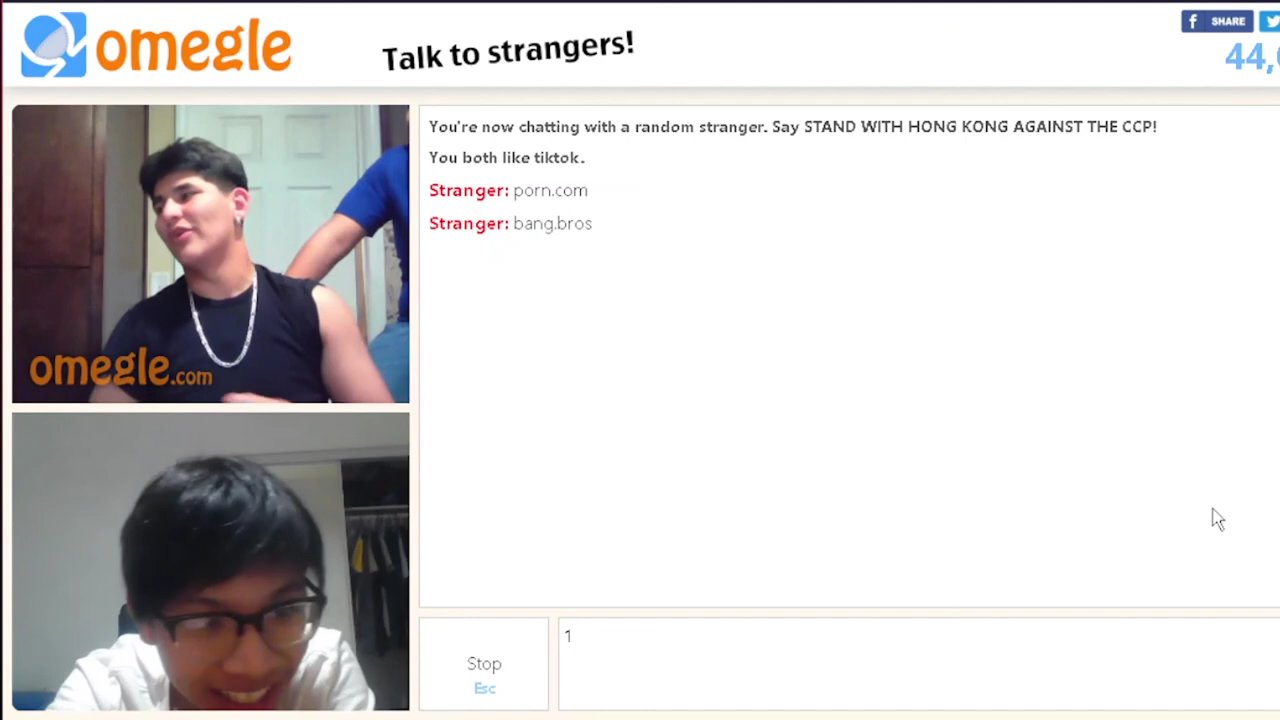 omegle
Talk to strangers!
f SHARE
44,
You're now chatting with a random stranger. Say STAND WITH HONG KONG AGAINST THE CCP!
You both like tiktok.
Stranger: porn.com
Stranger: bang.bros
omegle.com
1
Stop
Esc